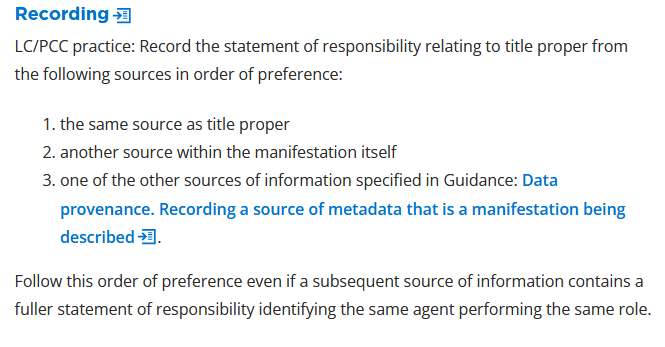 Recording
LC/PCC practice: Record the statement of responsibility relating to title proper from
the following sources in order of preference:
1. the same source as title proper
2. another source within the manifestation itself
3. one of the other sources of information specified in Guidance: Data
provenance. Recording a source of metadata that is a manifestation being
described.
Follow this order of preference even if a subsequent source of information contains a
fuller statement of responsibility identifying the same agent performing the same role.